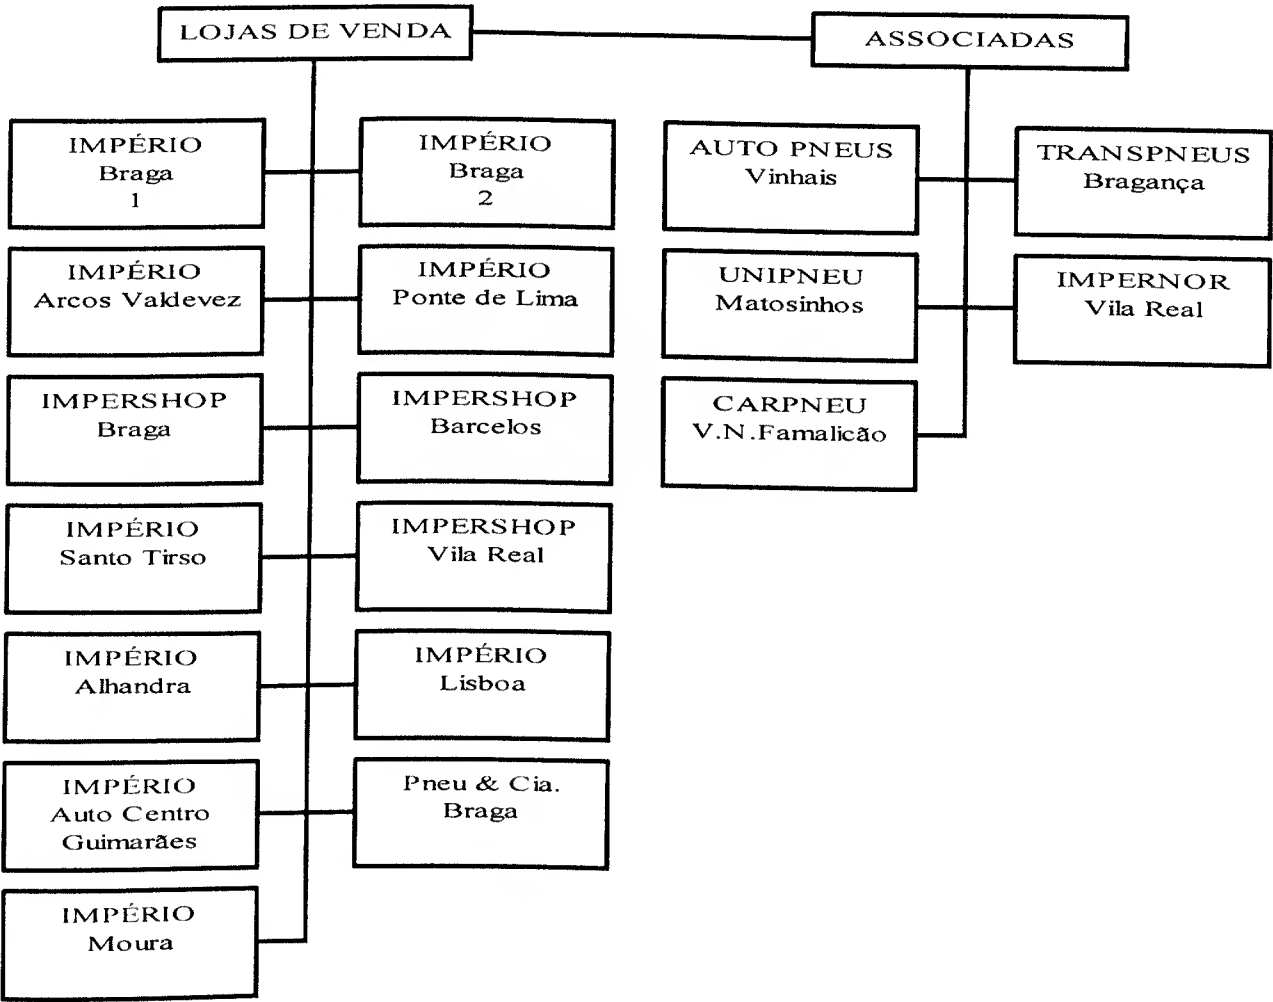 LOJAS DE VENDA
ASSOCIADAS
IMPÉRIO
Braga
1
IMPÉRIO
Braga
2
IMPÉRIO
Arcos Valdevez
IMPÉRIO
Ponte de Lima
IMPERSHOP
Braga
IMPERSHOP
Barcelos
IMPÉRIO
Santo Tirso
IMPERSHOP
Vila Real
IMPÉRIO
Alhandra
IMPÉRIO
Lisboa
IMPÉRIO
Auto Centro
Guimarães
Pneu & Cia.
Braga
IMPÉRIO
Moura
AUTO PNEUS
Vinhais
TRANSPNEUS
Bragança
UNIPNEU
Matosinhos
IMPERNOR
Vila Real
CARPNEU
V.N.Famalicão